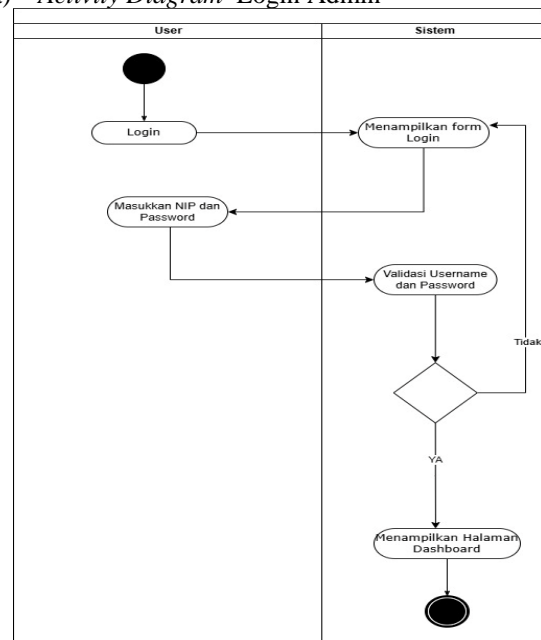 Activity Diagram Login Admin
User
Sistem
Login
Menampilkan form
Login
Masukkan NIP dan
Password
Validasi Username
dan Password
Tidak
YA
Menampilkan Halaman
Dashboard